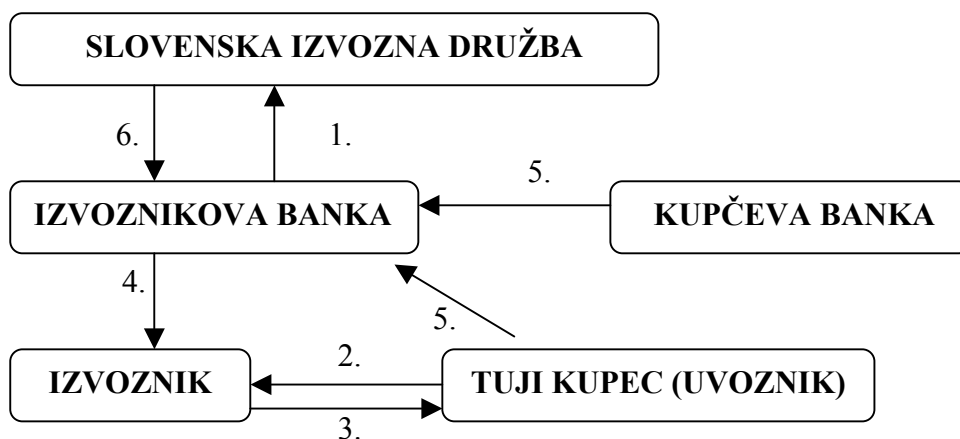 SLOVENSKA IZVOZNA DRUŽBA
6.
1.
5.
IZVOZNIKOVA BANKA
KUPČEVA BANKA
4.
5.
2.
IZVOZNIK
TUJI KUPEC (UVOZNIK)
3.